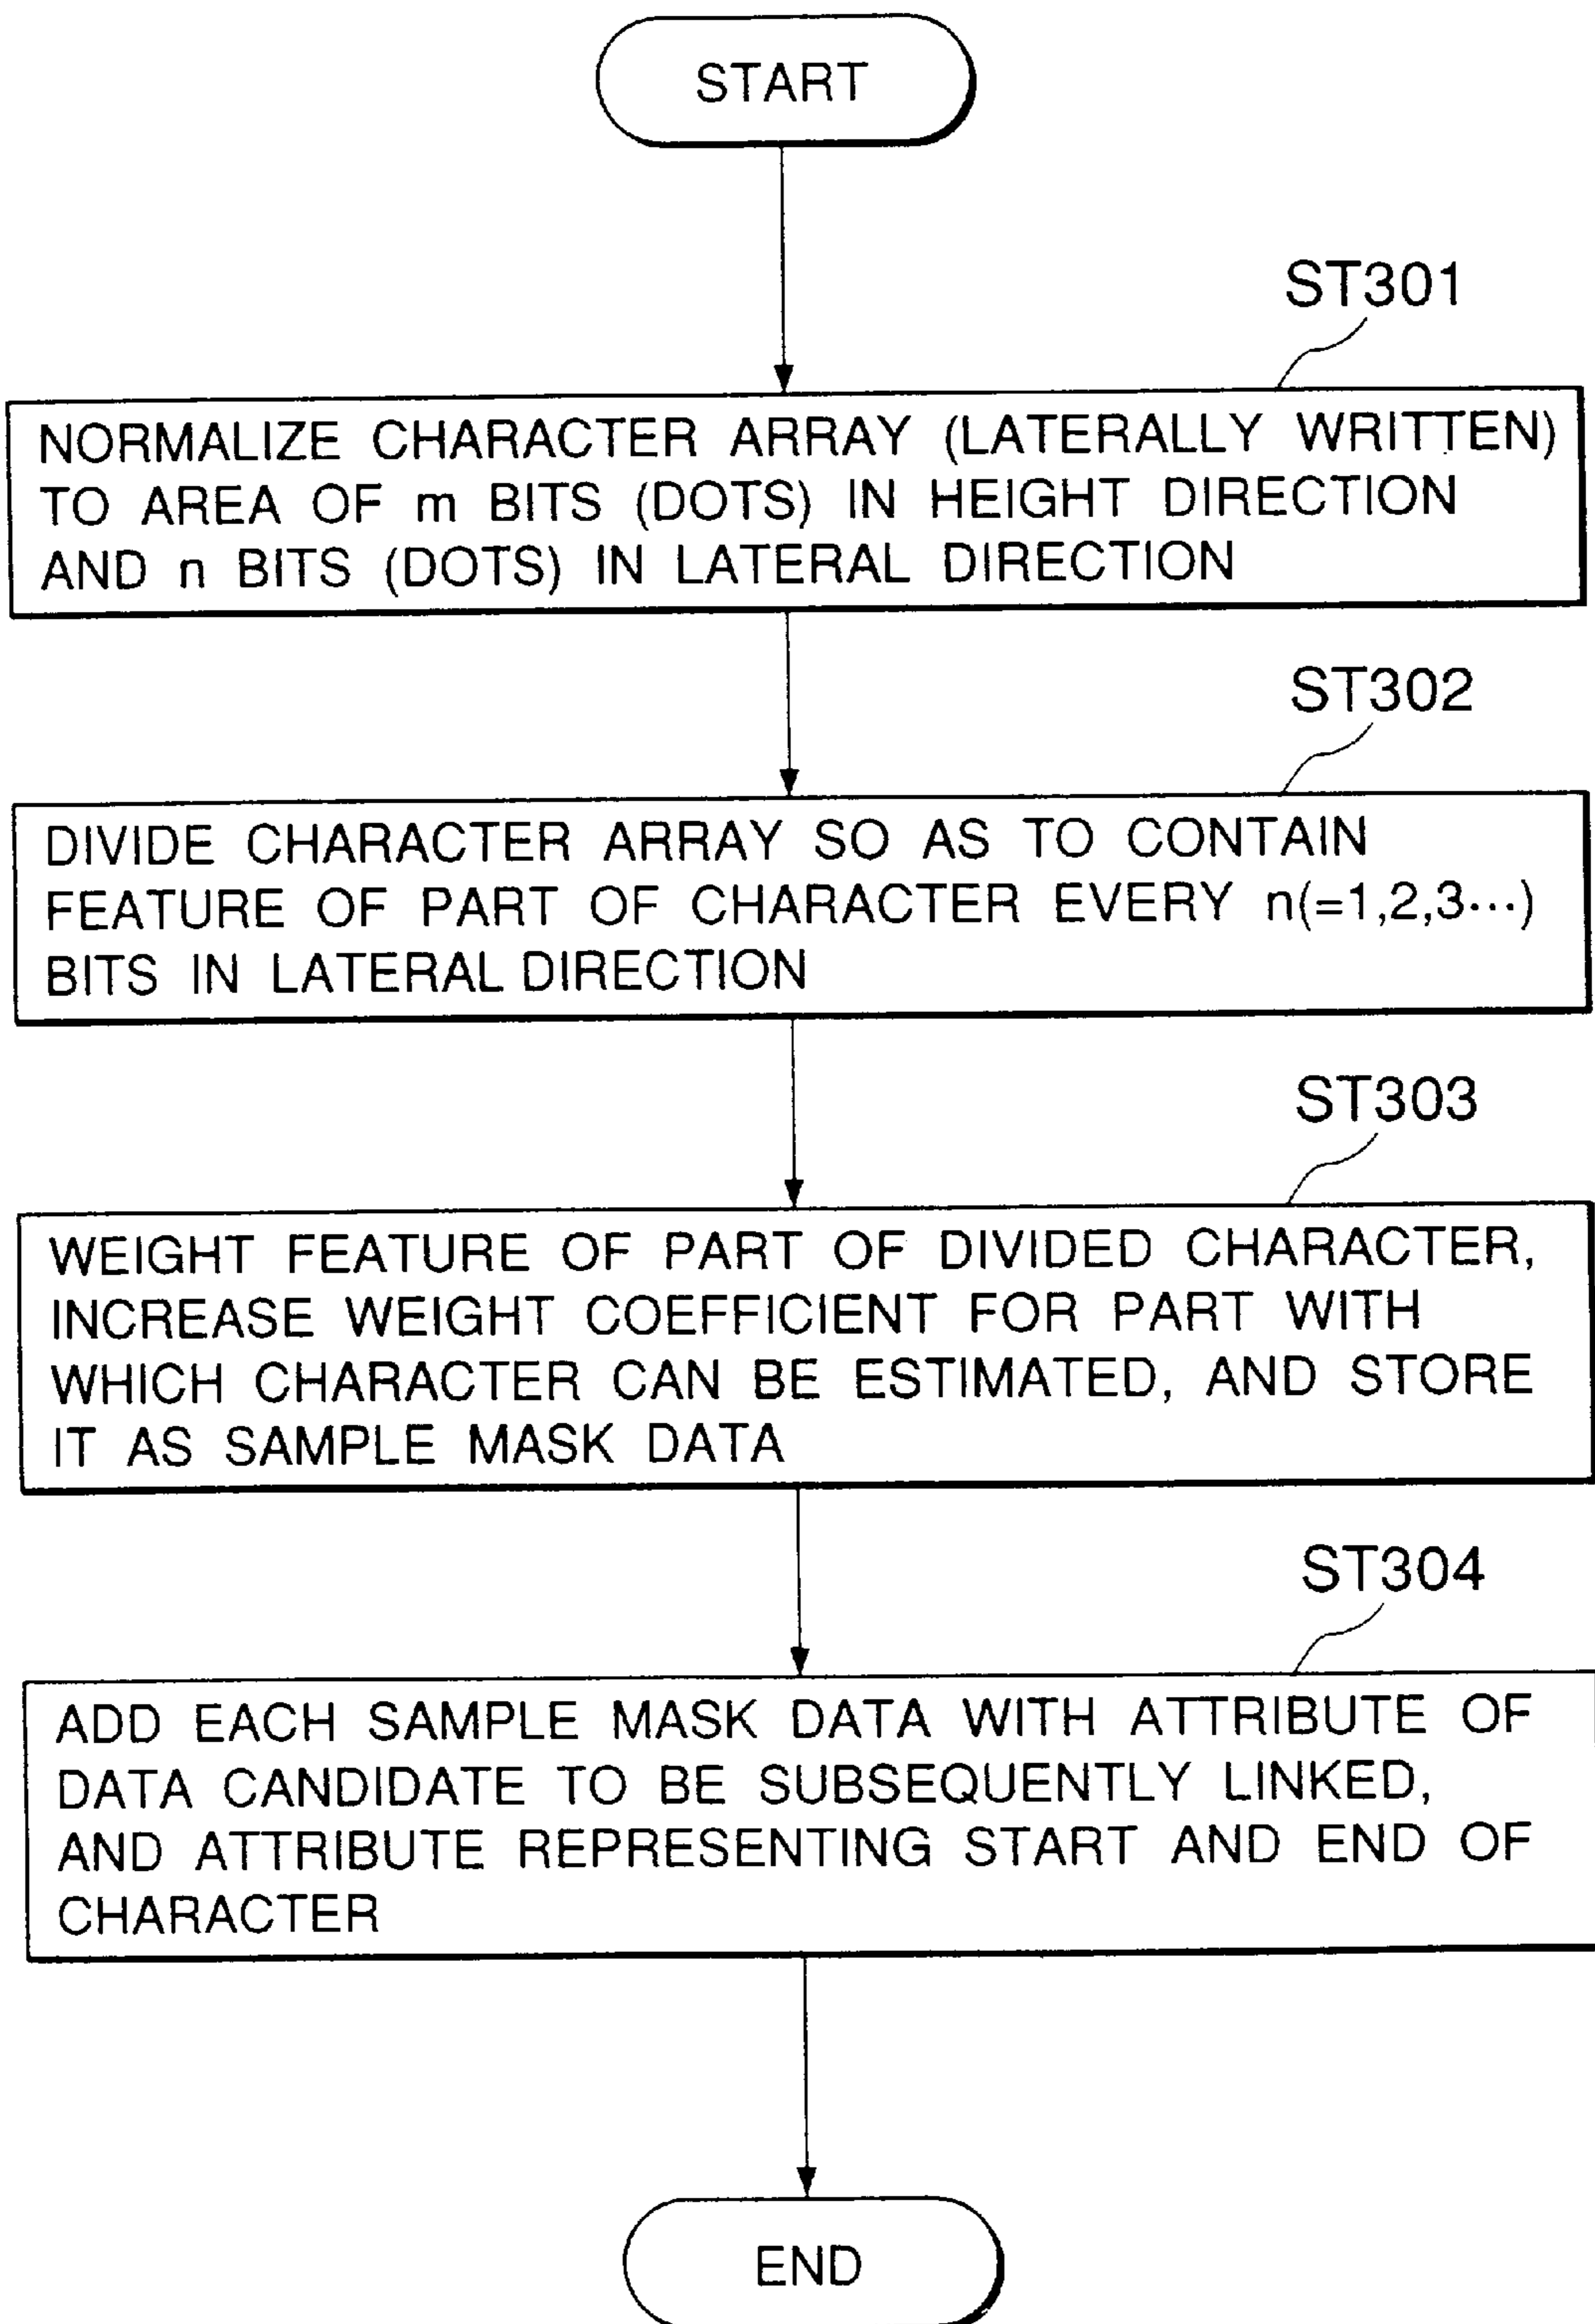 START
ST301
NORMALIZE CHARACTER ARRAY (LATERALLY WRITTEN)
TO AREA OF m BITS (DOTS) IN HEIGHT DIRECTION
AND n BITS (DOTS) IN LATERAL DIRECTION
ST302
DIVIDE CHARACTER ARRAY SO AS TO CONTAIN
FEATURE OF PART OF CHARACTER EVERY n(=1,2,3···)
BITS IN LATERAL DIRECTION
ST303
WEIGHT FEATURE OF PART OF DIVIDED CHARACTER,
INCREASE WEIGHT COEFFICIENT FOR PART WITH
WHICH CHARACTER CAN BE ESTIMATED, AND STORE
IT AS SAMPLE MASK DATA
ST304
ADD EACH SAMPLE MASK DATA WITH ATTRIBUTE OF
DATA CANDIDATE TO BE SUBSEQUENTLY LINKED,
AND ATTRIBUTE REPRESENTING START AND END OF
CHARACTER
END